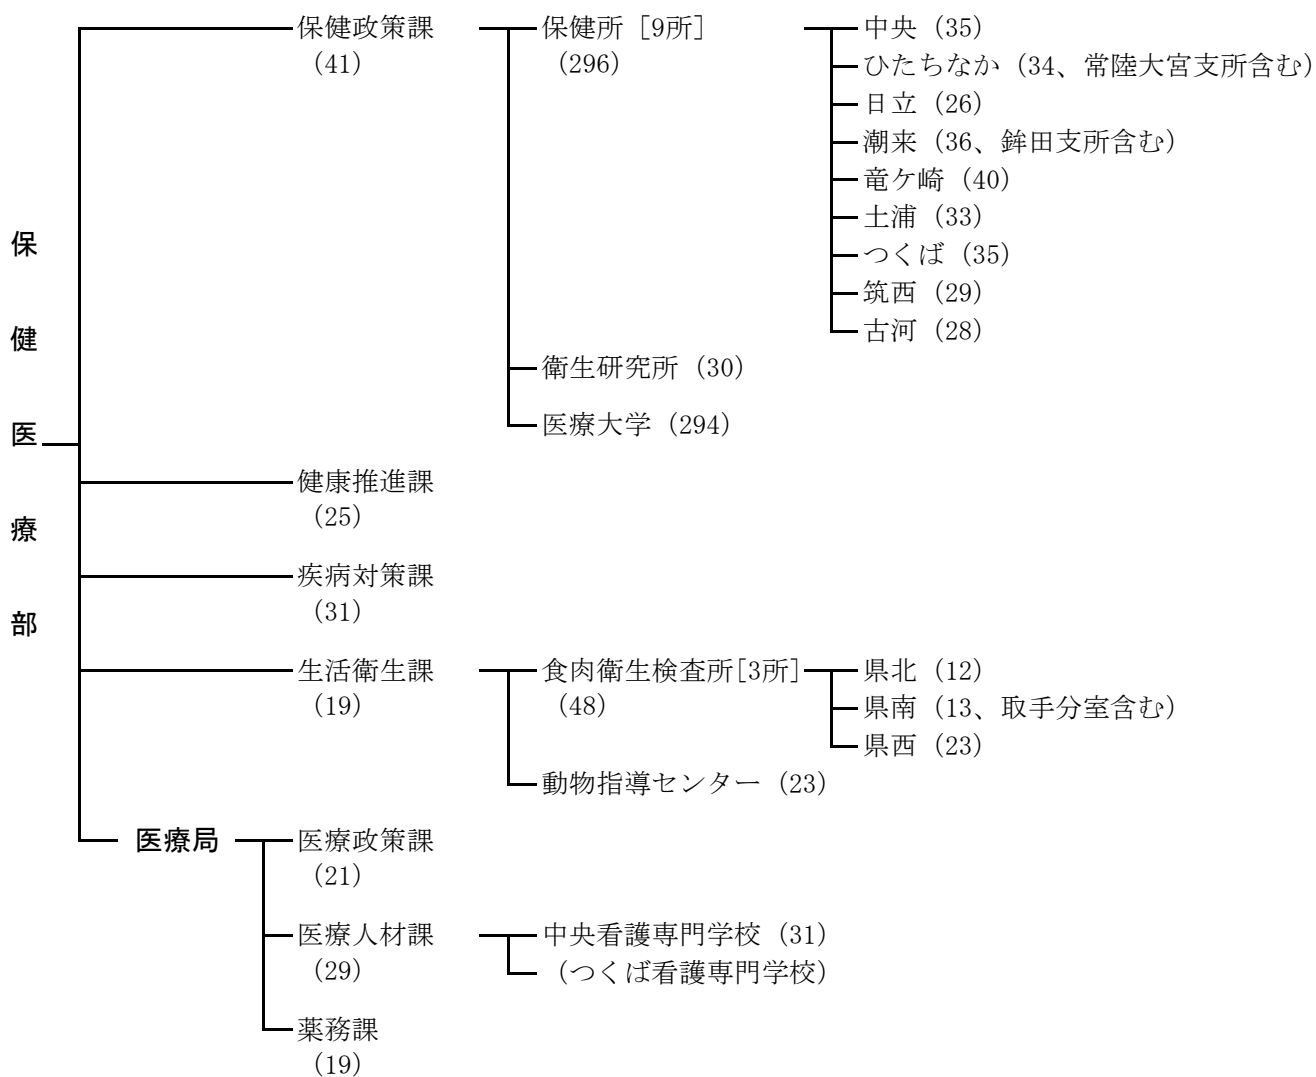 保健医療部
保健政策課
(41)
保健所［9所］
(296)
中央（35）
ひたちなか（34、常陸大宮支所含む）
日立（26）
潮来（36、鉾田支所含む）
竜ケ崎（40）
土浦（33）
つくば（35）
筑西（29）
古河（28）
衛生研究所（30）
医療大学（294）
健康推進課
(25)
疾病対策課
(31)
生活衛生課
(19)
食肉衛生検査所[3所]
(48)
県北（12）
県南（13、取手分室含む）
県西（23）
動物指導センター（23）
医療局
医療政策課
(21)
医療人材課
(29)
中央看護専門学校（31）
（つくば看護専門学校）
薬務課
(19)